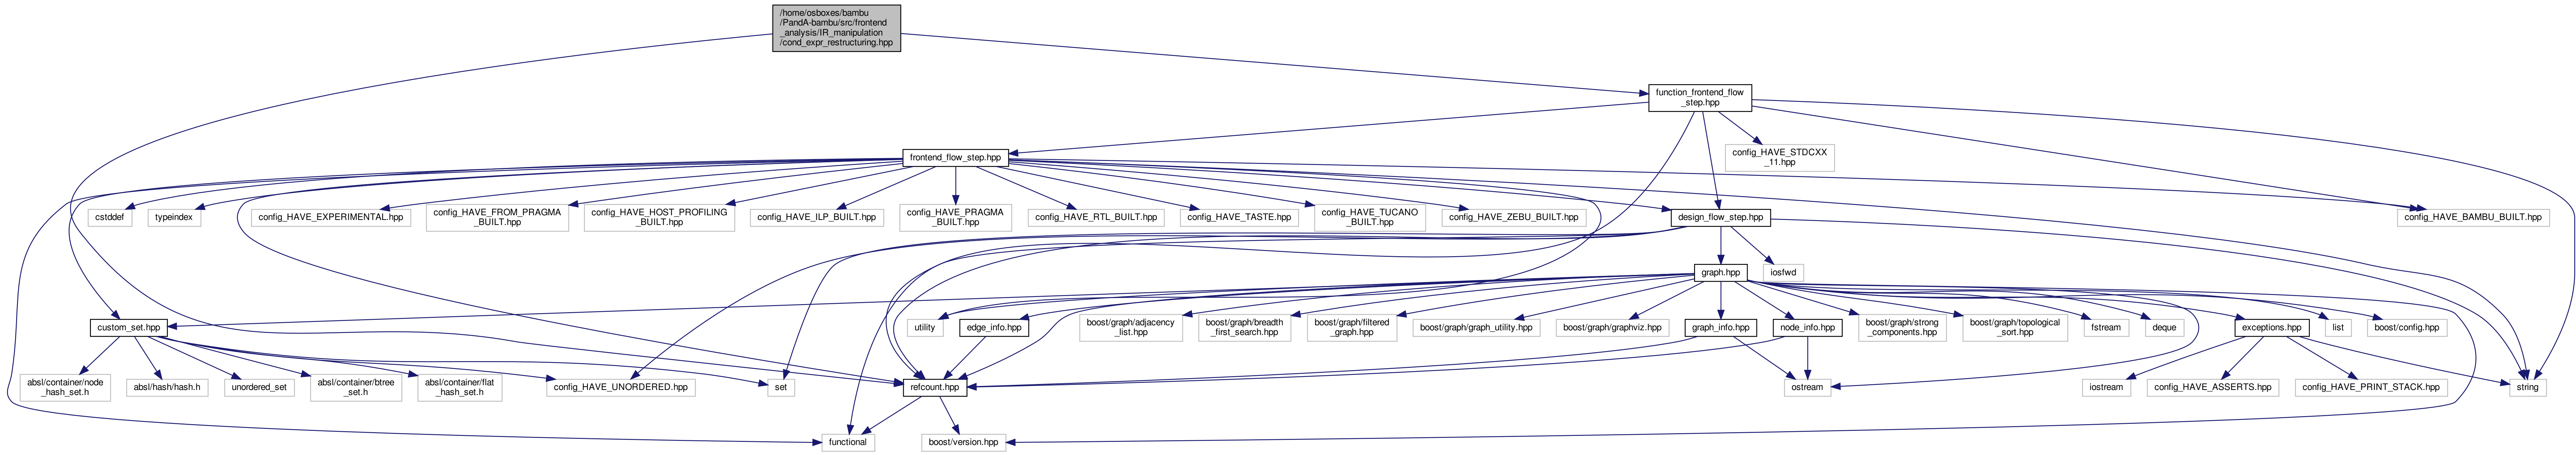 /home/osboxes/bambu
/PandA-bambu/src/frontend
_analysis/IR_manipulation
/cond_expr_restructuring.hpp
function_frontend_flow
_step.hpp
frontend_flow_step.hpp
config_HAVE_STDCXX
_11.hpp
cstddef
typeindex
config_HAVE_EXPERIMENTAL.hpp
config_HAVE_FROM_PRAGMA
_BUILT.hpp
config_HAVE_HOST_PROFILING
_BUILT.hpp
config_HAVE_ILP_BUILT.hpp
config_HAVE_PRAGMA
_BUILT.hpp
config_HAVE_RTL_BUILT.hpp
config_HAVE_TASTE.hpp
config_HAVE_TUCANO
_BUILT.hpp
config_HAVE_ZEBU_BUILT.hpp
design_flow_step.hpp
config_HAVE_BAMBU_BUILT.hpp
graph.hpp
iosfwd
custom_set.hpp
utility
edge_info.hpp
boost/graph/adjacency
_list.hpp
boost/graph/breadth
_first_search.hpp
boost/graph/filtered
_graph.hpp
boost/graph/graph_utility.hpp
boost/graph/graphviz.hpp
graph_info.hpp
node_info.hpp
boost/graph/strong
_components.hpp
boost/graph/topological
_sort.hpp
fstream
deque
exceptions.hpp
list
boost/config.hpp
absl/container/node
_hash_set.h
absl/hash/hash.h
unordered_set
absl/container/btree
_set.h
absl/container/flat
_hash_set.h
config_HAVE_UNORDERED.hpp
set
refcount.hpp
ostream
iostream
config_HAVE_ASSERTS.hpp
config_HAVE_PRINT_STACK.hpp
string
functional
boost/version.hpp